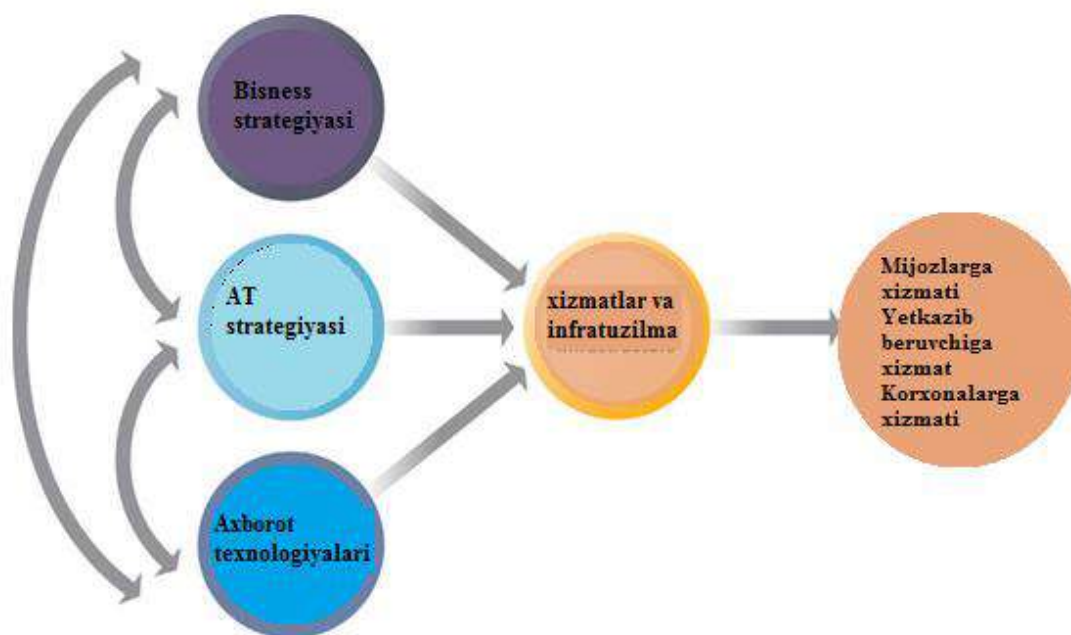 Bisness
strategiyasi
AT
strategiyasi
Axborot
texnologiyalari
xizmatlar va
infratuzilma
Mijozlarga
xizmati
Yetkazib
beruvchiga
xizmat
Korxonalarga
xizmati